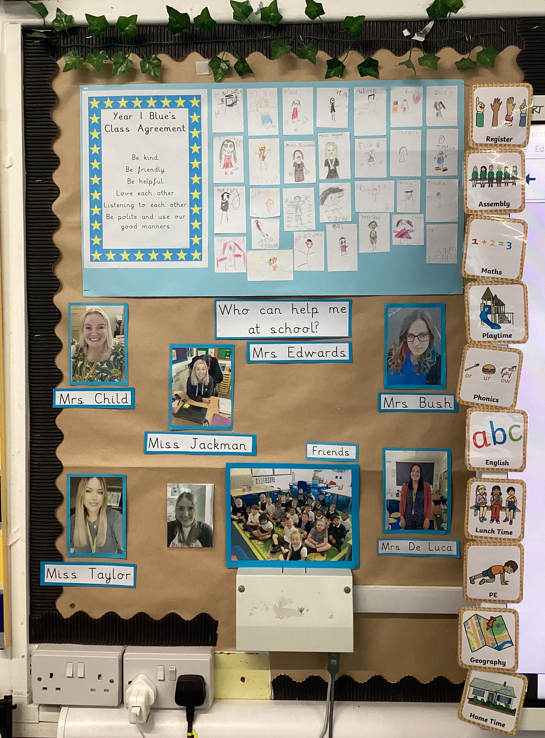 Year 1 Blue's
Class Agreement
Be kind.
Be friendly.
Be helpful.
Love each other.
Listening to each other.
Be polite and use our
good manners.
Who can help me
at school?
Mrs Edwards
Mrs Child
Mrs Bush
Miss Jackman
Friends
Miss Taylor
Mrs De Luca
Register
Assembly
1 + 2 = 3
Maths
Playtime
or ur ow
Phonics
abc
English
Lunch Time
PE
Geography
Home Time